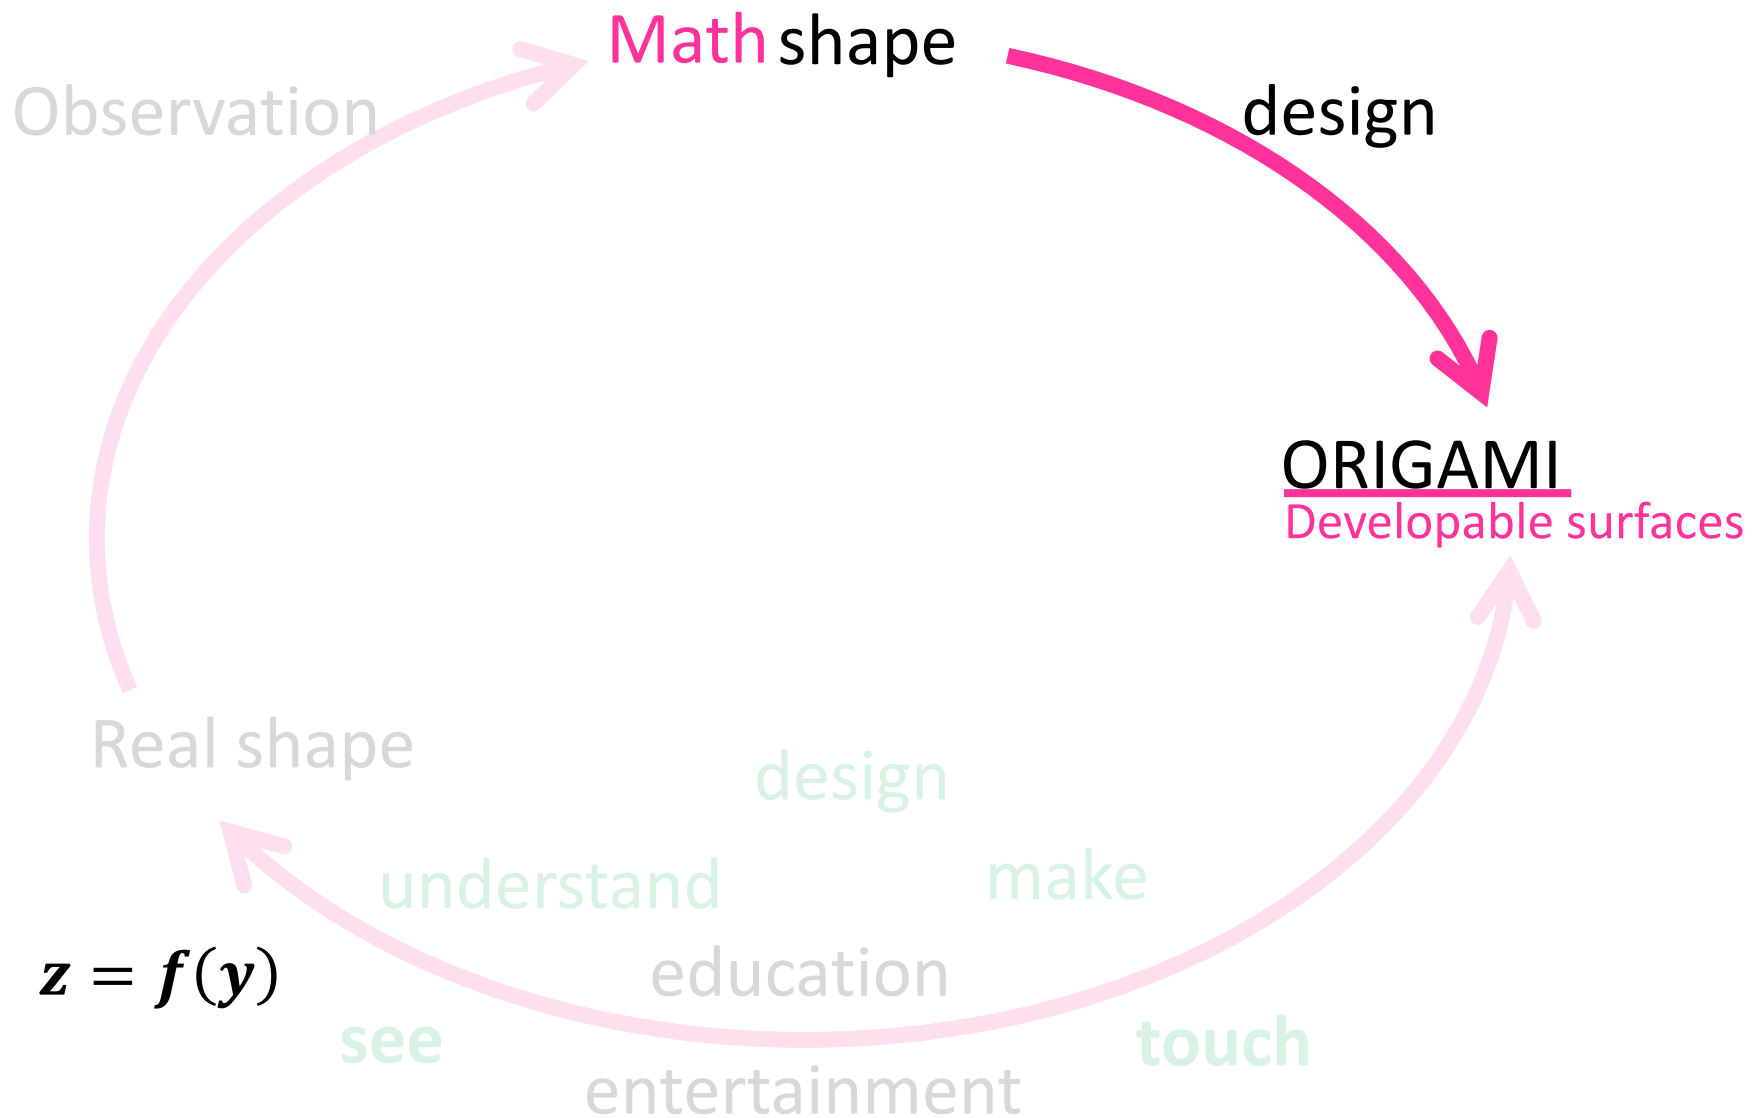 Math shape
Observation
design
ORIGAMI
Developable surfaces
Real shape
design
understand
make
z = f(y)
education
see
touch
entertainment